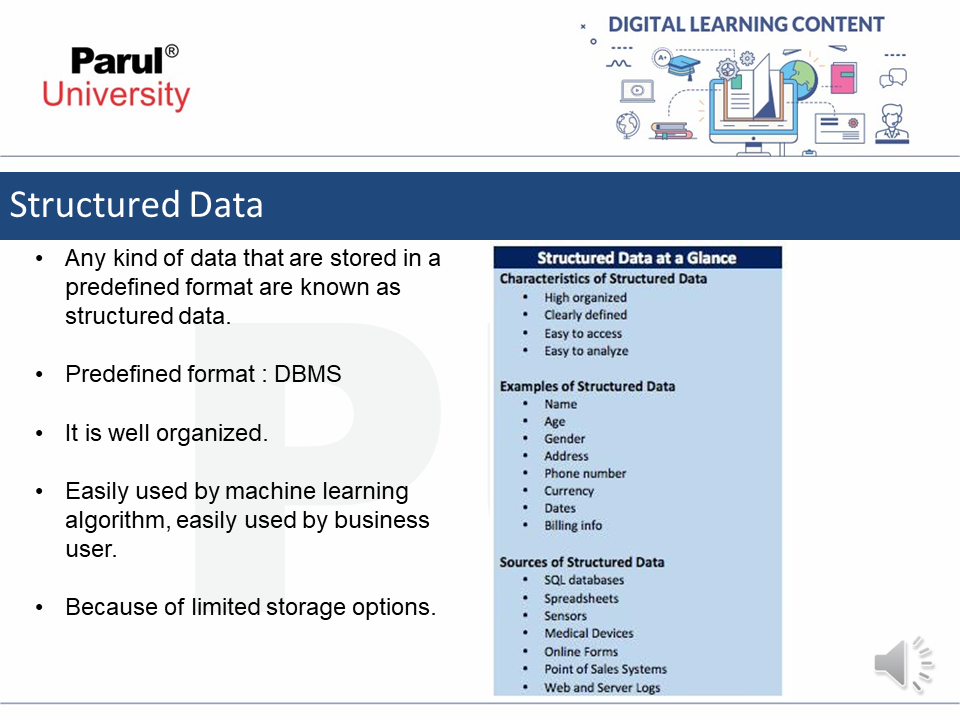 Parul®
University
DIGITAL LEARNING CONTENT
A+
Structured Data
• Any kind of data that are stored in a
predefined format are known as
structured data.
• Predefined format : DBMS
• It is well organized.
• Easily used by machine learning
algorithm, easily used by business
user.
• Because of limited storage options.
Structured Data at a Glance
Characteristics of Structured Data
• High organized
• Clearly defined
• Easy to access
• Easy to analyze
Examples of Structured Data
• Name
• Age
• Gender
• Address
• Phone number
• Currency
• Dates
• Billing info
Sources of Structured Data
• SQL databases
• Spreadsheets
• Sensors
• Medical Devices
• Online Forms
• Point of Sales Systems
• Web and Server Logs